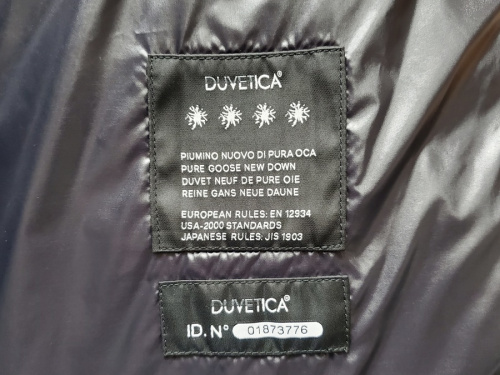 DUVETICA®
PIUMINO NUOVO DI PURA OCA
PURE GOOSE NEW DOWN
DUVET NEUF DE PURE OIE
REINE GANS NEUE DAUNE
EUROPEAN RULES: EN 12934
USA-2000 STANDARDS
JAPANESE RULES: JIS 1903
DUVETICA®
ID. N° 01873776